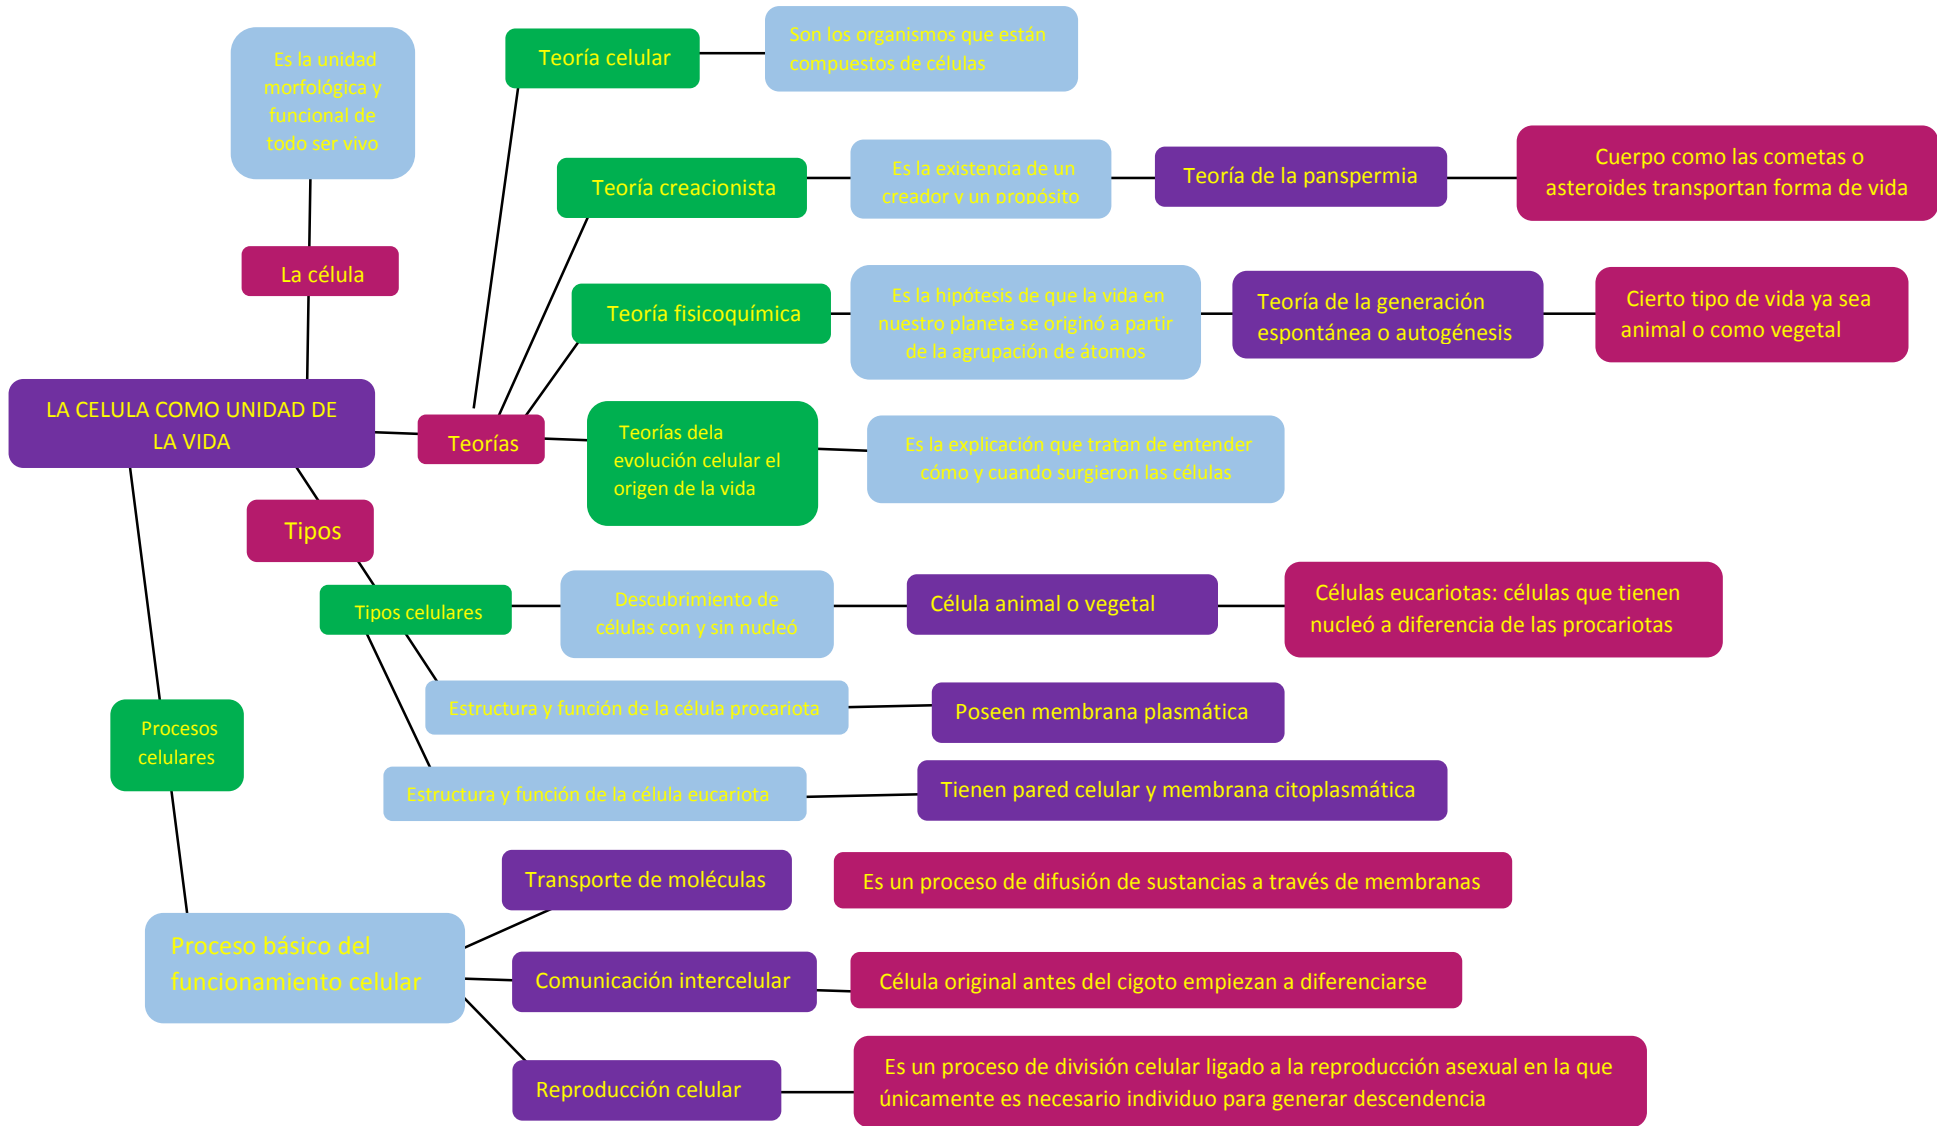 Es la unidad
morfológica y
funcional de
todo ser vivo
La célula
LA CELULA COMO UNIDAD DE
LA VIDA
Teorías
Teoría celular
Son los organismos que están
compuestos de células
Teoría creacionista
Es la existencia de un
creador y un propósito
Teoría de la panspermia
Cuerpo como las cometas o
asteroides transportan forma de vida
Teoría fisicoquímica
Es la hipótesis de que la vida en
nuestro planeta se originó a partir
de la agrupación de átomos
Teoría de la generación
espontánea o autogénesis
Cierto tipo de vida ya sea
animal o como vegetal
Teorías dela
evolución celular el
origen de la vida
Es la explicación que tratan de entender
cómo y cuando surgieron las células
Tipos
Tipos celulares
Descubrimiento de
células con y sin nucleó
Célula animal o vegetal
Células eucariotas: células que tienen
nucleó a diferencia de las procariotas
Estructura y función de la célula procariota
Poseen membrana plasmática
Estructura y función de la célula eucariota
Tienen pared celular y membrana citoplasmática
Procesos
celulares
Proceso básico del
funcionamiento celular
Transporte de moléculas
Es un proceso de difusión de sustancias a través de membranas
Comunicación intercelular
Célula original antes del cigoto empiezan a diferenciarse
Reproducción celular
Es un proceso de división celular ligado a la reproducción asexual en la que
únicamente es necesario individuo para generar descendencia